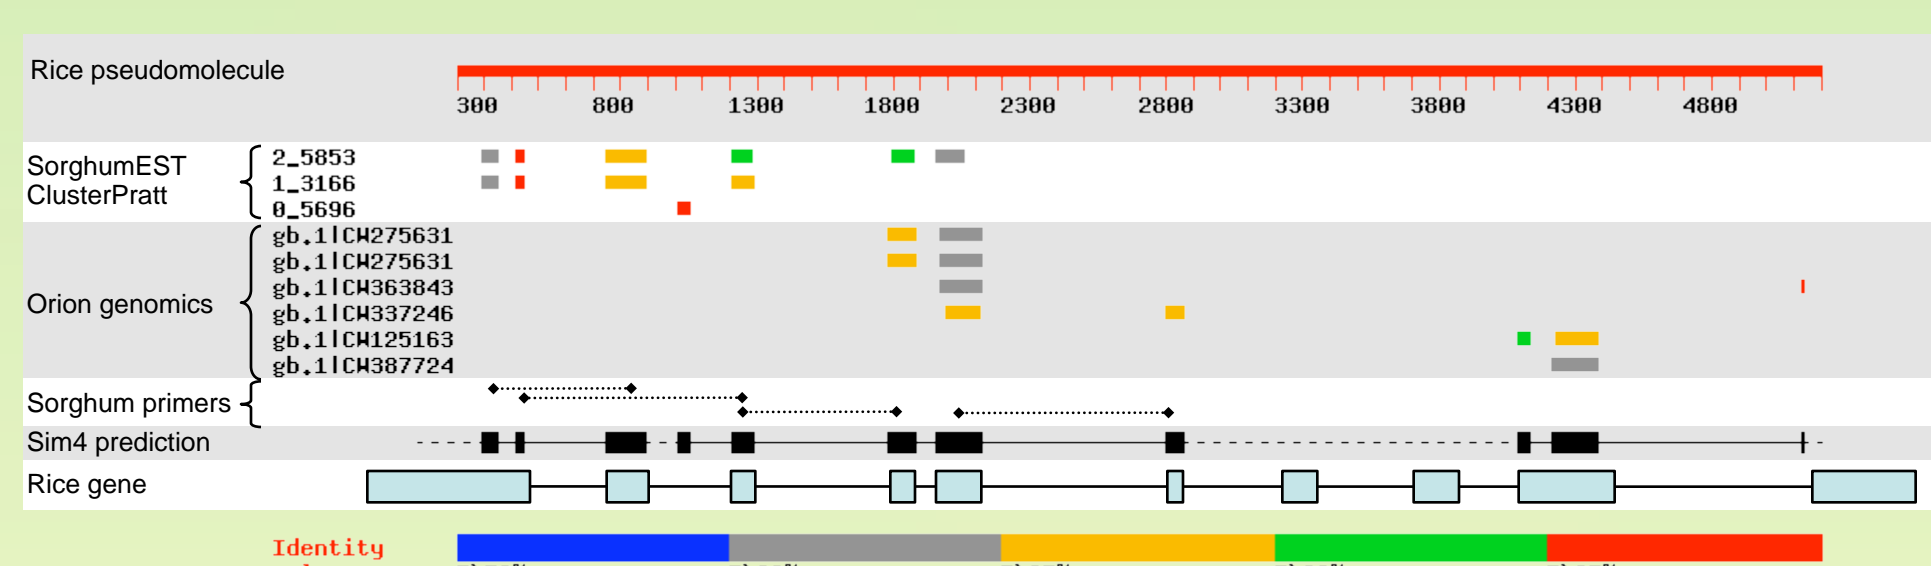 Rice pseudomolecule
300 800 1300 1800 2300 2800 3300 3800 4300 4800
SorghumEST
ClusterPratt
2_5853
1_3166
0_5696
Orion genomics
gb.1|CW275631
gb.1|CW275631
gb.1|CW363843
gb.1|CW337246
gb.1|CW125163
gb.1|CW387724
Sorghum primers
Sim4 prediction
Rice gene
Identity